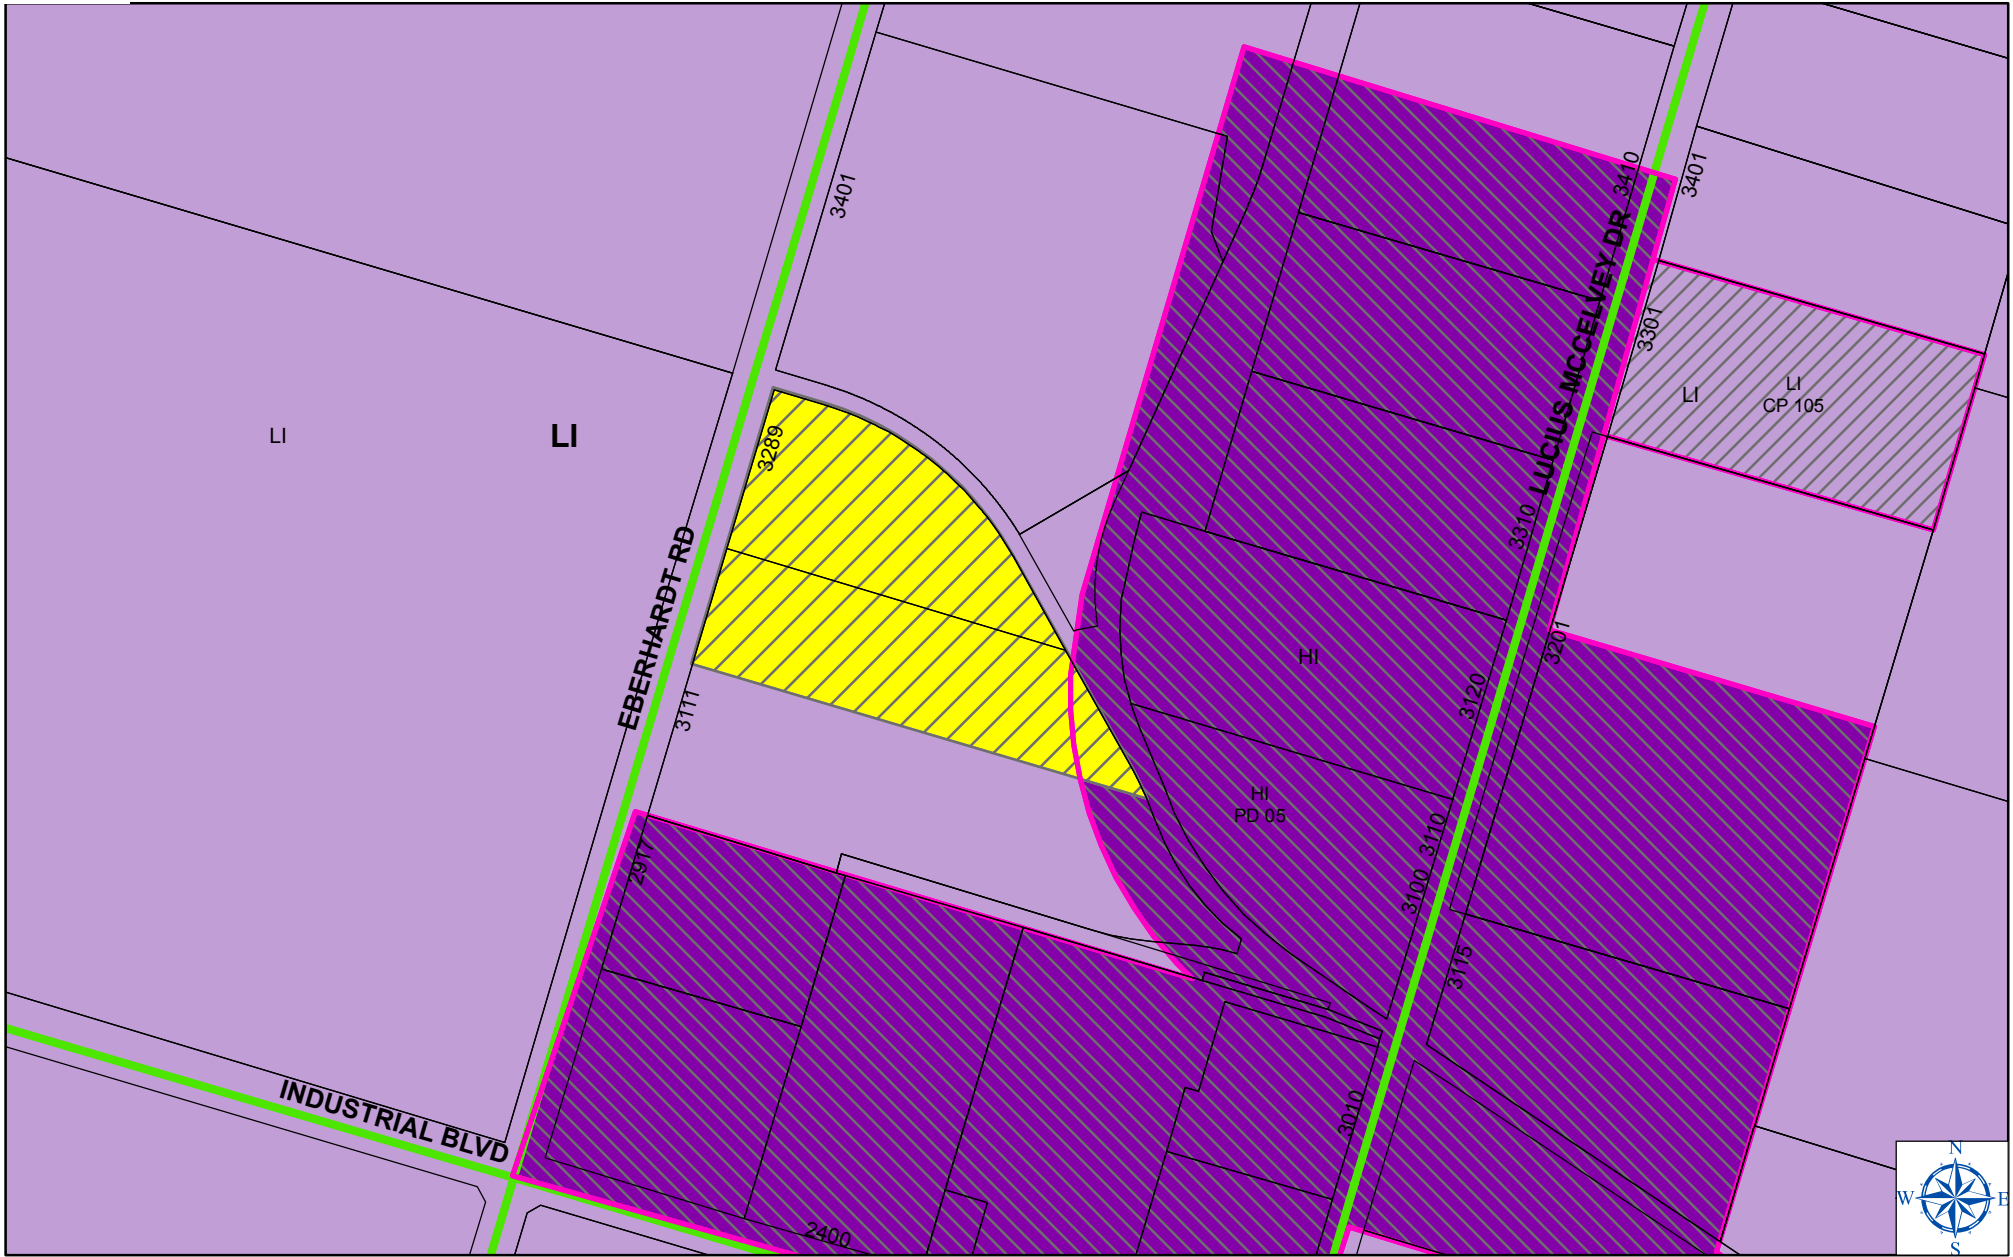 3401
3410
3401
LUCIUS MCCELVEY DR
3301
LI
CP 105
LI
LI
LI
3289
3310
EBERHARDT RD
3201
HI
3120
3111
HI
PD 05
3110
2917
3100
3115
INDUSTRIAL BLVD
3010
2400
N
W
E
S